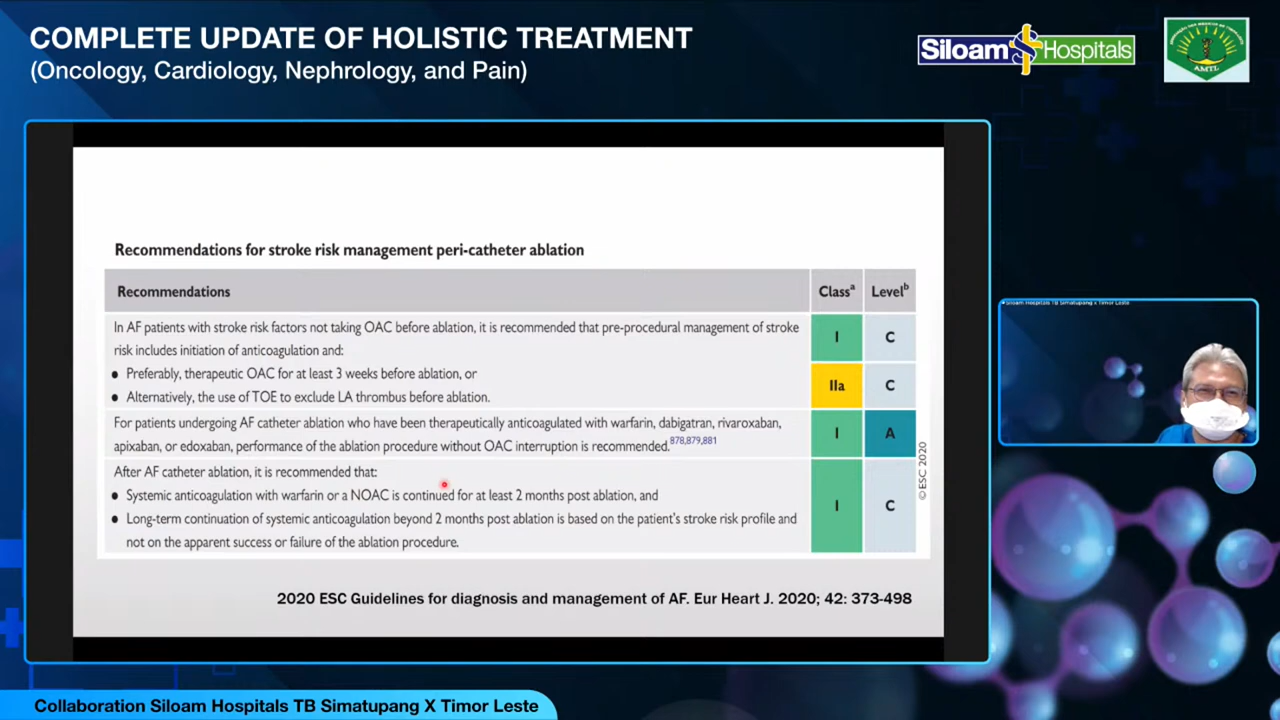 COMPLETE UPDATE OF HOLISTIC TREATMENT
(Oncology, Cardiology, Nephrology, and Pain)
Siloam Hospitals
AMTL
Recommendations for stroke risk management peri-catheter ablation
Recommendations Classᵃ Levelᵇ
In AF patients with stroke risk factors not taking OAC before ablation, it is recommended that pre-procedural management of stroke
risk includes initiation of anticoagulation and:
I C
● Preferably, therapeutic OAC for at least 3 weeks before ablation, or
● Alternatively, the use of TOE to exclude LA thrombus before ablation.
IIa C
For patients undergoing AF catheter ablation who have been therapeutically anticoagulated with warfarin, dabigatran, rivaroxaban,
apixaban, or edoxaban, performance of the ablation procedure without OAC interruption is recommended.878,879,881
I A
After AF catheter ablation, it is recommended that:
● Systemic anticoagulation with warfarin or a NOAC is continued for at least 2 months post ablation, and
● Long-term continuation of systemic anticoagulation beyond 2 months post ablation is based on the patient's stroke risk profile and
not on the apparent success or failure of the ablation procedure.
I C
© ESC 2020
2020 ESC Guidelines for diagnosis and management of AF. Eur Heart J. 2020; 42: 373-498
Siloam Hospitals TB Simatupang x Timor Leste
Collaboration Siloam Hospitals TB Simatupang X Timor Leste